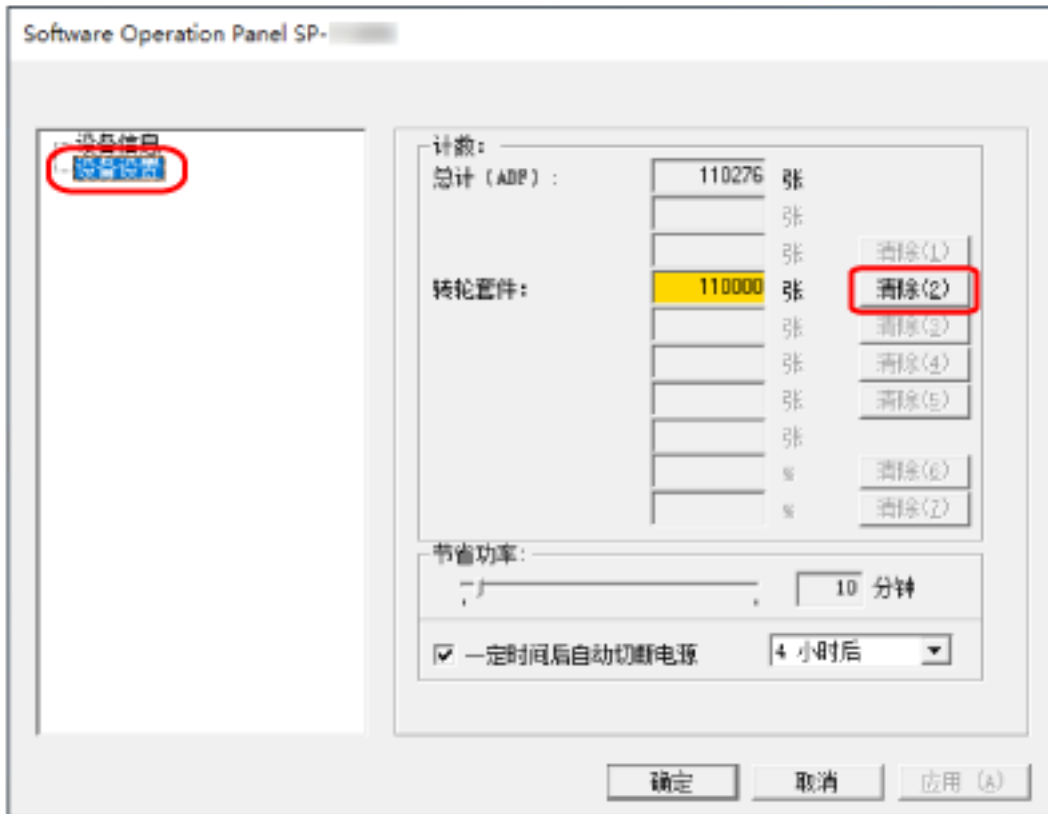 Software Operation Panel SP-
设备信息
设备设置
计数:
总计 (ADF) : 110276 张
张
张 清除(1)
转轮套件: 110000 张 清除(2)
张 清除(3)
张 清除(4)
张 清除(5)
张
% 清除(6)
% 清除(7)
节省功率:
10 分钟
一定时间后自动切断电源 4 小时后
确定 取消 应用 (A)